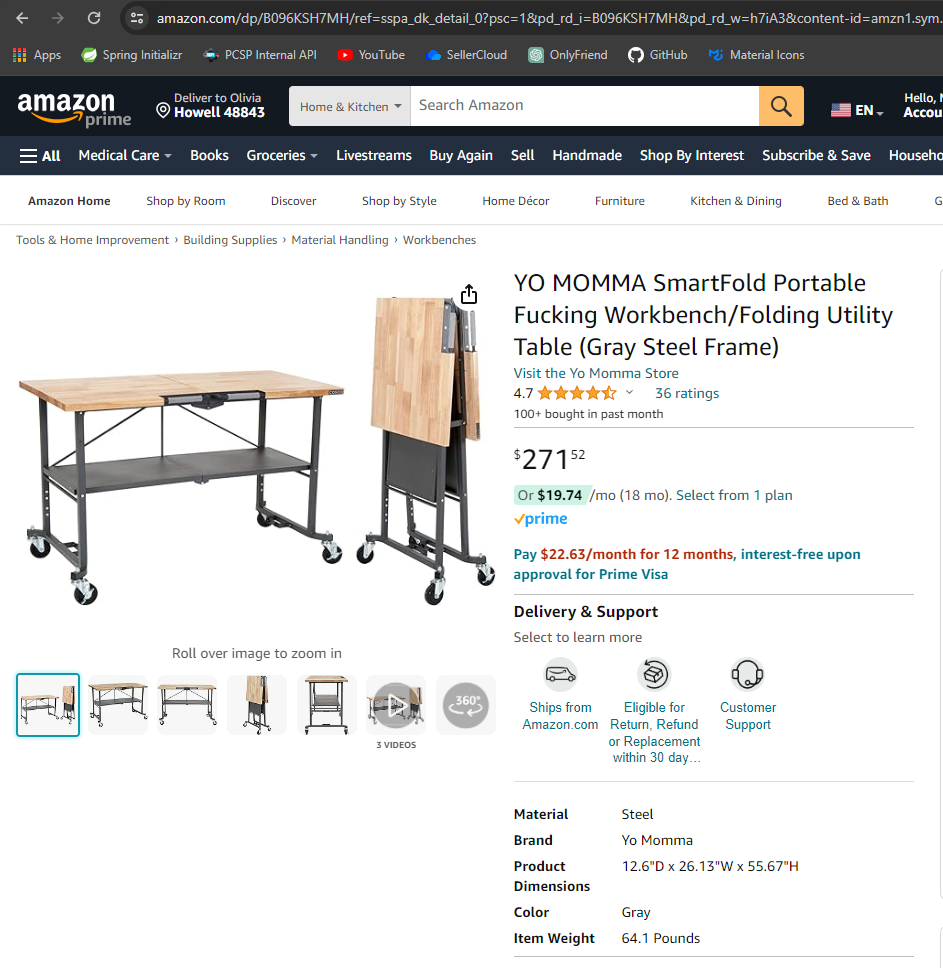 amazon.com/dp/B096KSH7MH/ref=sspa_dk_detail_0?psc=1&pd_rd_i=B096KSH7MH&pd_rd_w=h7iA3&content-id=amzn1.sym.
Apps Spring Initializr PCSP Internal API YouTube SellerCloud OnlyFriend GitHub Material Icons
amazon prime
Deliver to Olivia
Howell 48843
Home & Kitchen
Search Amazon
EN
Hello,
Accou
All Medical Care Books Groceries Livestreams Buy Again Sell Handmade Shop By Interest Subscribe & Save Househo
Amazon Home Shop by Room Discover Shop by Style Home Décor Furniture Kitchen & Dining Bed & Bath G
Tools & Home Improvement › Building Supplies › Material Handling › Workbenches
YO MOMMA SmartFold Portable
Fucking Workbench/Folding Utility
Table (Gray Steel Frame)
Visit the Yo Momma Store
4.7 36 ratings
100+ bought in past month
$271 52
Or $19.74 /mo (18 mo). Select from 1 plan
prime
Pay $22.63/month for 12 months, interest-free upon
approval for Prime Visa
Delivery & Support
Select to learn more
Ships from
Amazon.com
Eligible for
Return, Refund
or Replacement
within 30 day…
Customer
Support
Roll over image to zoom in
360°
3 VIDEOS
Material Steel
Brand Yo Momma
Product
Dimensions
12.6"D x 26.13"W x 55.67"H
Color Gray
Item Weight 64.1 Pounds